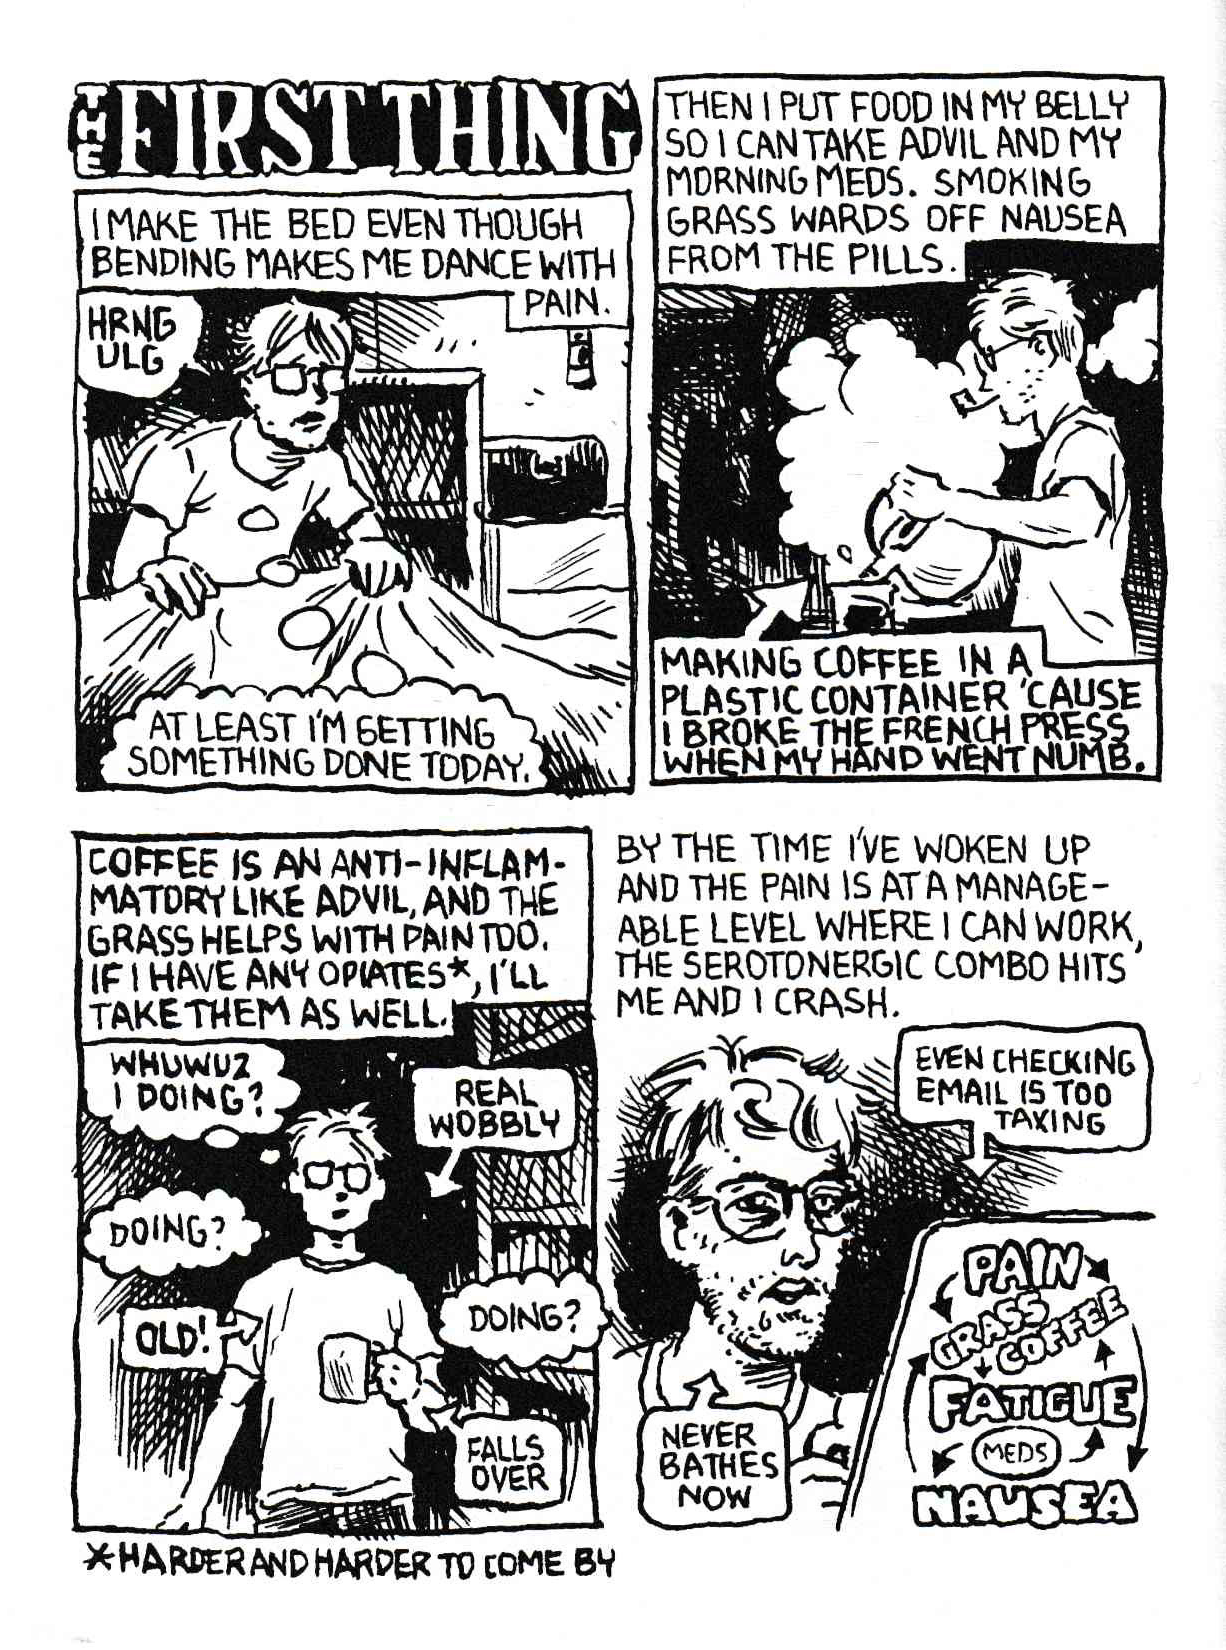 THE FIRST THING
I MAKE THE BED EVEN THOUGH
BENDING MAKES ME DANCE WITH
PAIN.
HRNG
ULG
AT LEAST I'M GETTING
SOMETHING DONE TODAY.
THEN I PUT FOOD IN MY BELLY
SO I CAN TAKE ADVIL AND MY
MORNING MEDS. SMOKING
GRASS WARDS OFF NAUSEA
FROM THE PILLS.
MAKING COFFEE IN A
PLASTIC CONTAINER 'CAUSE
I BROKE THE FRENCH PRESS
WHEN MY HAND WENT NUMB.
COFFEE IS AN ANTI-INFLAM-
MATORY LIKE ADVIL, AND THE
GRASS HELPS WITH PAIN TOO.
IF I HAVE ANY OPIATES*, I'LL
TAKE THEM AS WELL.
WHUWUZ
I DOING?
REAL
WOBBLY
DOING?
OLD!
DOING?
FALLS
OVER
*HARDER AND HARDER TO COME BY
BY THE TIME I'VE WOKEN UP
AND THE PAIN IS AT A MANAGE-
ABLE LEVEL WHERE I CAN WORK,
THE SEROTONERGIC COMBO HITS
ME AND I CRASH.
EVEN CHECKING
EMAIL IS TOO
TAXING
NEVER
BATHES
NOW
PAIN
GRASS
COFFEE
FATIGUE
MEDS
NAUSEA